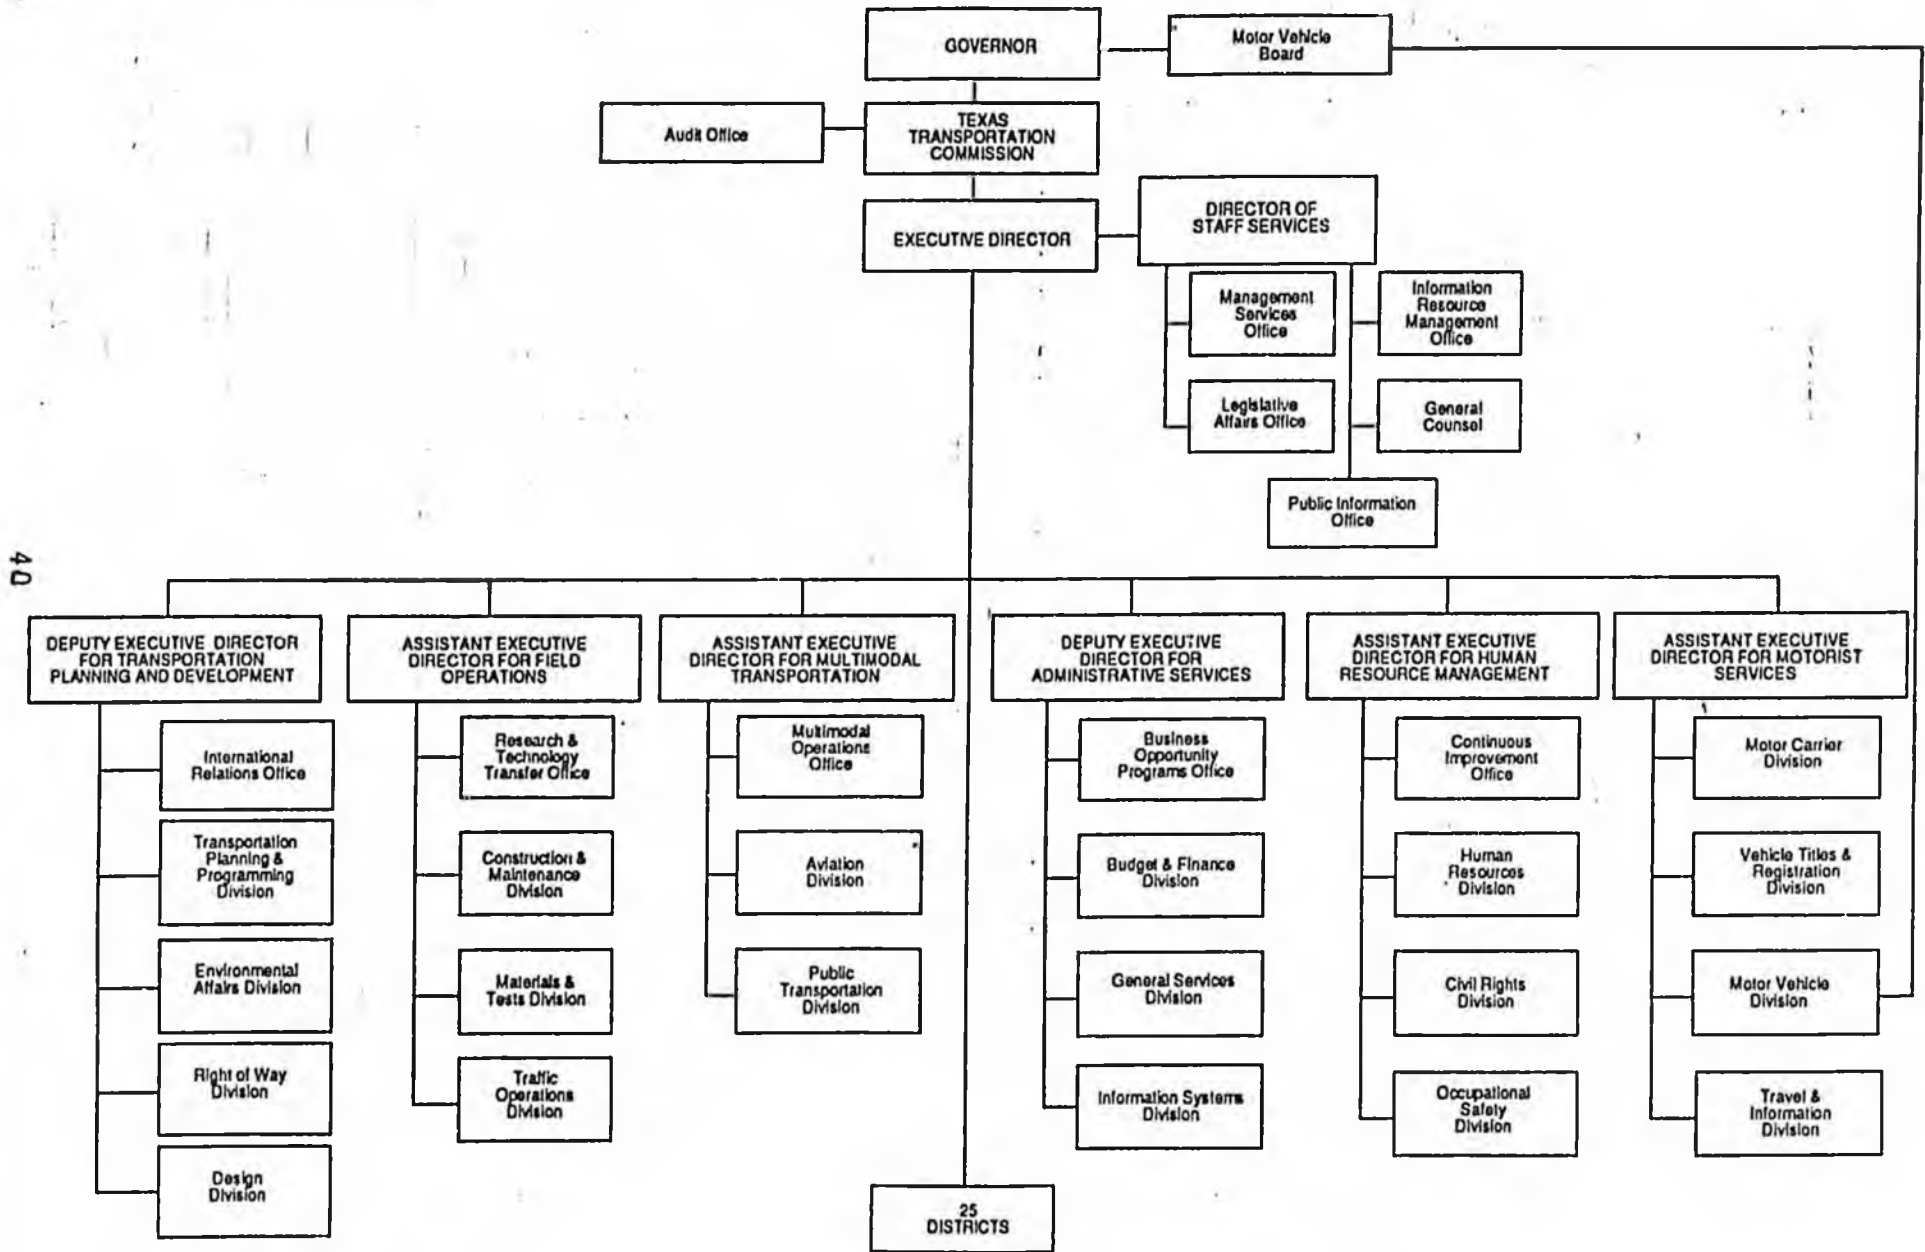 GOVERNOR
Motor Vehicle
Board
Audit Office
TEXAS
TRANSPORTATION
COMMISSION
EXECUTIVE DIRECTOR
DIRECTOR OF
STAFF SERVICES
Management
Services
Office
Information
Resource
Management
Office
Legislative
Affairs Office
General
Counsel
Public Information
Office
40
DEPUTY EXECUTIVE DIRECTOR
FOR TRANSPORTATION
PLANNING AND DEVELOPMENT
International
Relations Office
Transportation
Planning &
Programming
Division
Environmental
Affairs Division
Right of Way
Division
Design
Division
ASSISTANT EXECUTIVE
DIRECTOR FOR FIELD
OPERATIONS
Research &
Technology
Transfer Office
Construction &
Maintenance
Division
Materials &
Tests Division
Traffic
Operations
Division
ASSISTANT EXECUTIVE
DIRECTOR FOR MULTIMODAL
TRANSPORTATION
Multimodal
Operations
Office
Aviation
Division
Public
Transportation
Division
DEPUTY EXECUTIVE
DIRECTOR FOR
ADMINISTRATIVE SERVICES
Business
Opportunity
Programs Office
Budget & Finance
Division
General Services
Division
Information Systems
Division
ASSISTANT EXECUTIVE
DIRECTOR FOR HUMAN
RESOURCE MANAGEMENT
Continuous
Improvement
Office
Human
Resources
Division
Civil Rights
Division
Occupational
Safety
Division
ASSISTANT EXECUTIVE
DIRECTOR FOR MOTORIST
SERVICES
Motor Carrier
Division
Vehicle Titles &
Registration
Division
Motor Vehicle
Division
Travel &
Information
Division
25
DISTRICTS